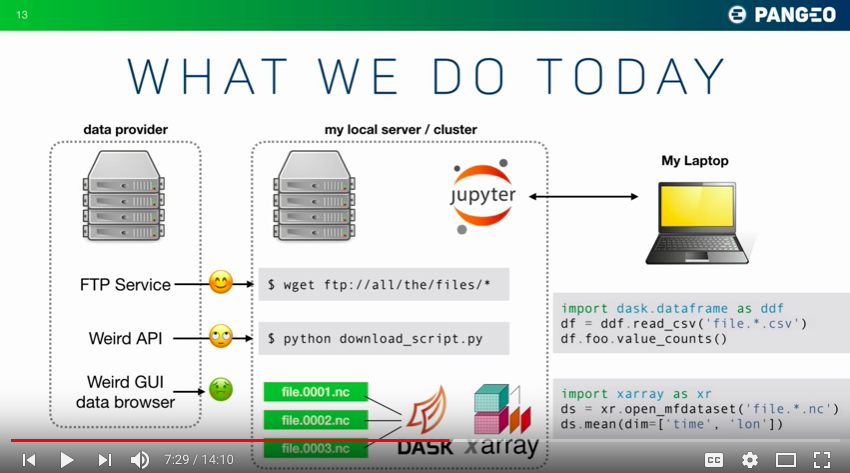 13
PANGEO
WHAT WE DO TODAY
data provider
my local server / cluster
My Laptop
jupyter
FTP Service
$ wget ftp://all/the/files/*
Weird API
$ python download_script.py
Weird GUI
data browser
file.0001.nc
file.0002.nc
file.0003.nc
DASK
xarray
import dask.dataframe as ddf
df = ddf.read_csv('file.*.csv')
df.foo.value_counts()
import xarray as xr
ds = xr.open_mfdataset('file.*.nc')
ds.mean(dim=['time', 'lon'])
7:29 / 14:10